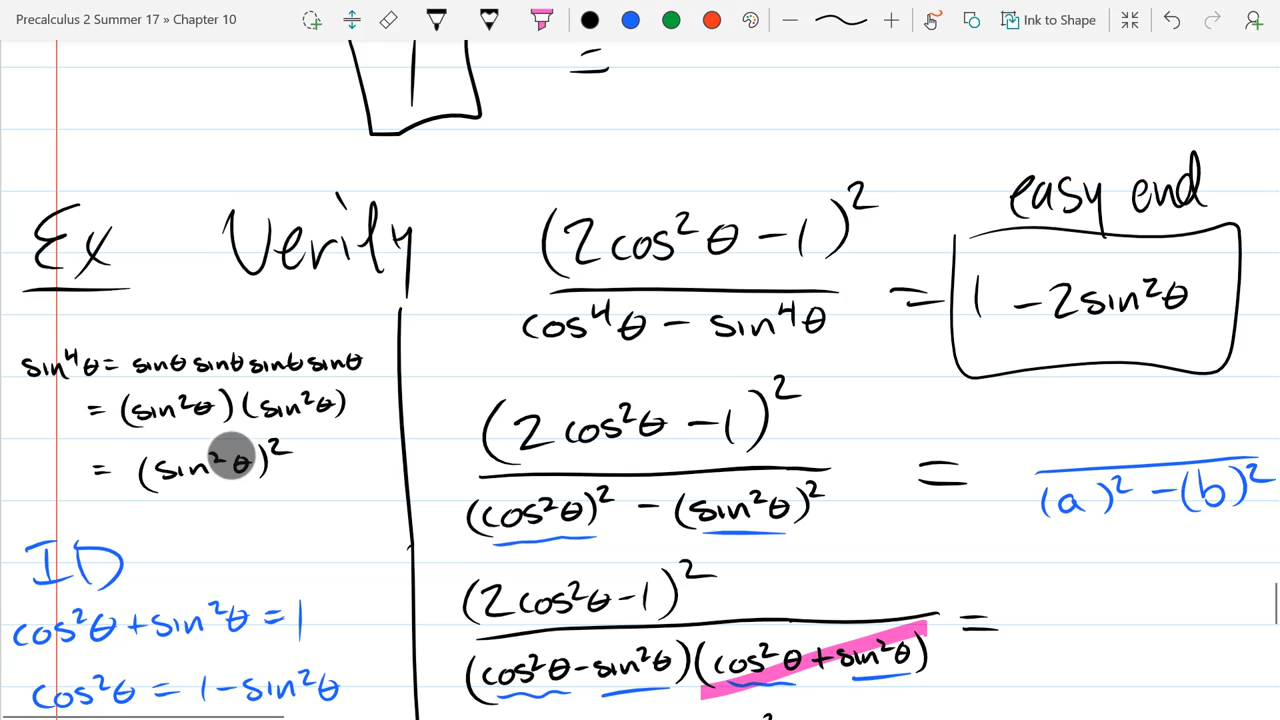 Precalculus 2 Summer 17 » Chapter 10
Ink to Shape
=
Ex Verify (2cos²θ - 1)² / (cos⁴θ - sin⁴θ) = 1 - 2sin²θ
easy end
sin⁴θ = sinθ sinθ sinθ sinθ
= (sin²θ)(sin²θ)
= (sin²θ)²
(2cos²θ - 1)² / ((cos²θ)² - (sin²θ)²) =
(a)² - (b)²
ID
cos²θ + sin²θ = 1
cos²θ = 1 - sin²θ
(2cos²θ - 1)² / ((cos²θ - sin²θ)(cos²θ + sin²θ)) =